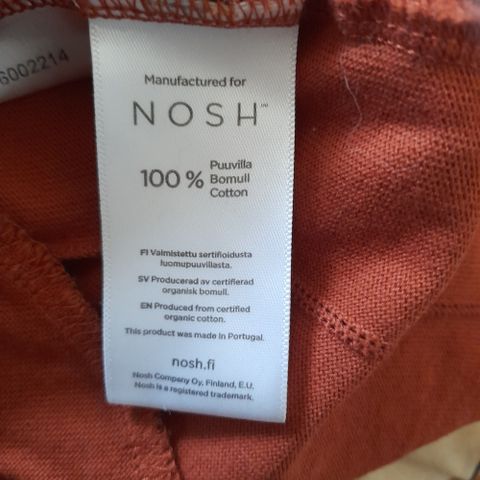 6002214
Manufactured for
NOSH™
100 % Puuvilla
Bomull
Cotton
FI Valmistettu sertifioidusta
luomupuuvillasta.
SV Producerad av certifierad
organisk bomull.
EN Produced from certified
organic cotton.
This product was made in Portugal.
nosh.fi
Nosh Company Oy, Finland, E.U.
Nosh is a registered trademark.